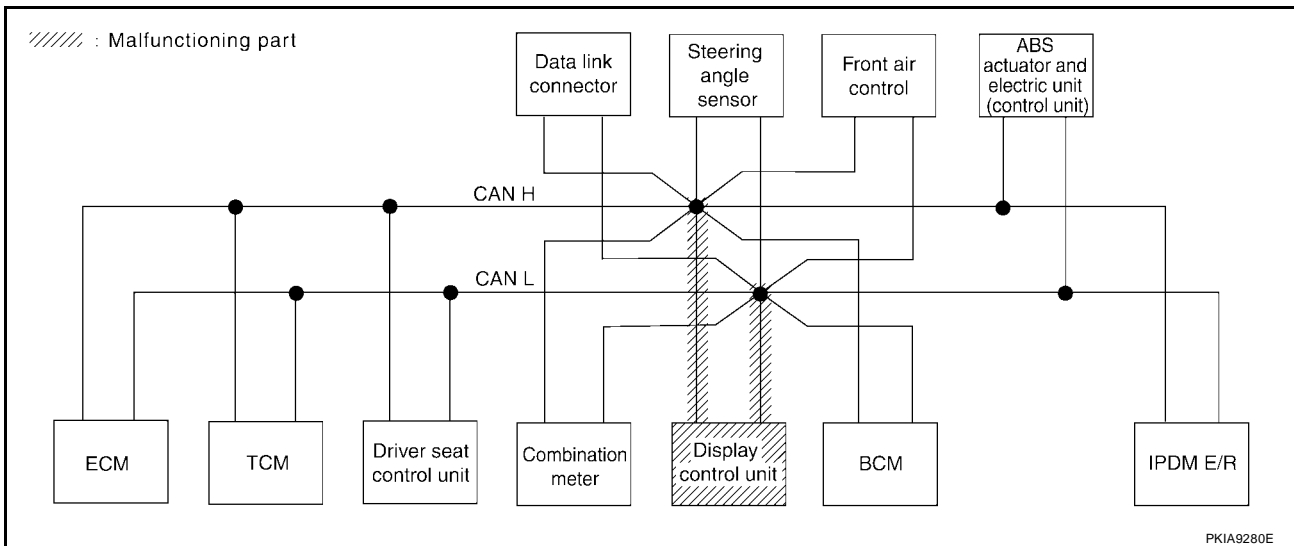 : Malfunctioning part
Data link
connector
Steering
angle
sensor
Front air
control
ABS
actuator and
electric unit
(control unit)
CAN H
CAN L
ECM
TCM
Driver seat
control unit
Combination
meter
Display
control unit
BCM
IPDM E/R
PKIA9280E